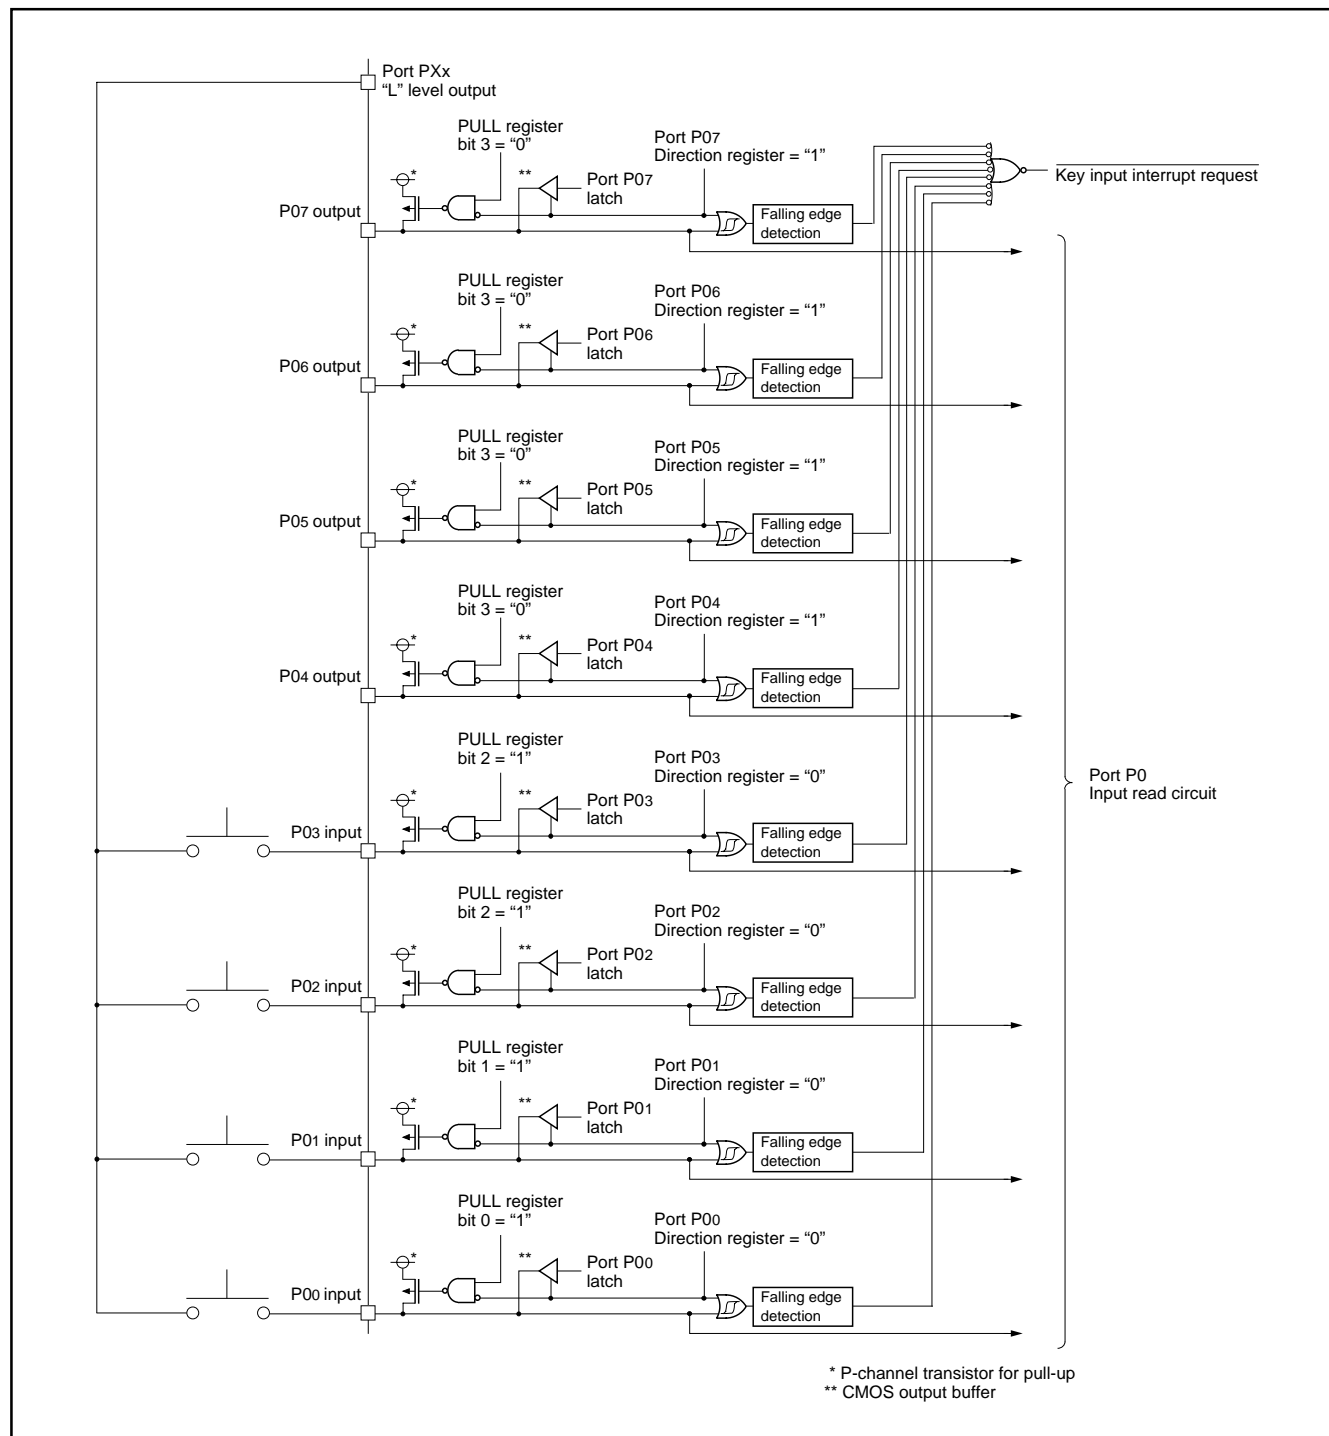 Port PXx
“L” level output
PULL register
bit 3 = “0”
Port P07
Direction register = “1”
*
**
Port P07
latch
P07 output
Falling edge
detection
Key input interrupt request
PULL register
bit 3 = “0”
Port P06
Direction register = “1”
*
**
Port P06
latch
P06 output
Falling edge
detection
PULL register
bit 3 = “0”
Port P05
Direction register = “1”
*
**
Port P05
latch
P05 output
Falling edge
detection
PULL register
bit 3 = “0”
Port P04
Direction register = “1”
*
**
Port P04
latch
P04 output
Falling edge
detection
PULL register
bit 2 = “1”
Port P03
Direction register = “0”
*
**
Port P03
latch
P03 input
Falling edge
detection
Port P0
Input read circuit
PULL register
bit 2 = “1”
Port P02
Direction register = “0”
*
**
Port P02
latch
P02 input
Falling edge
detection
PULL register
bit 1 = “1”
Port P01
Direction register = “0”
*
**
Port P01
latch
P01 input
Falling edge
detection
PULL register
bit 0 = “1”
Port P00
Direction register = “0”
*
**
Port P00
latch
P00 input
Falling edge
detection
* P-channel transistor for pull-up
** CMOS output buffer